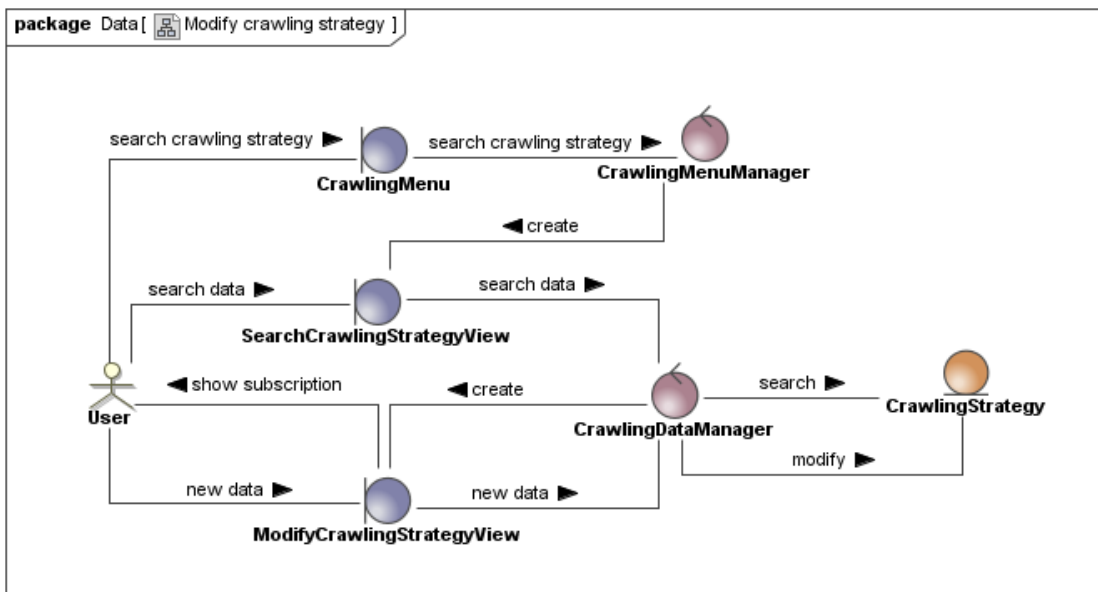 package Data[ Modify crawling strategy ]
search crawling strategy
search crawling strategy
CrawlingMenu
CrawlingMenuManager
create
search data
search data
SearchCrawlingStrategyView
show subscription
create
search
User
CrawlingDataManager
CrawlingStrategy
modify
new data
new data
ModifyCrawlingStrategyView